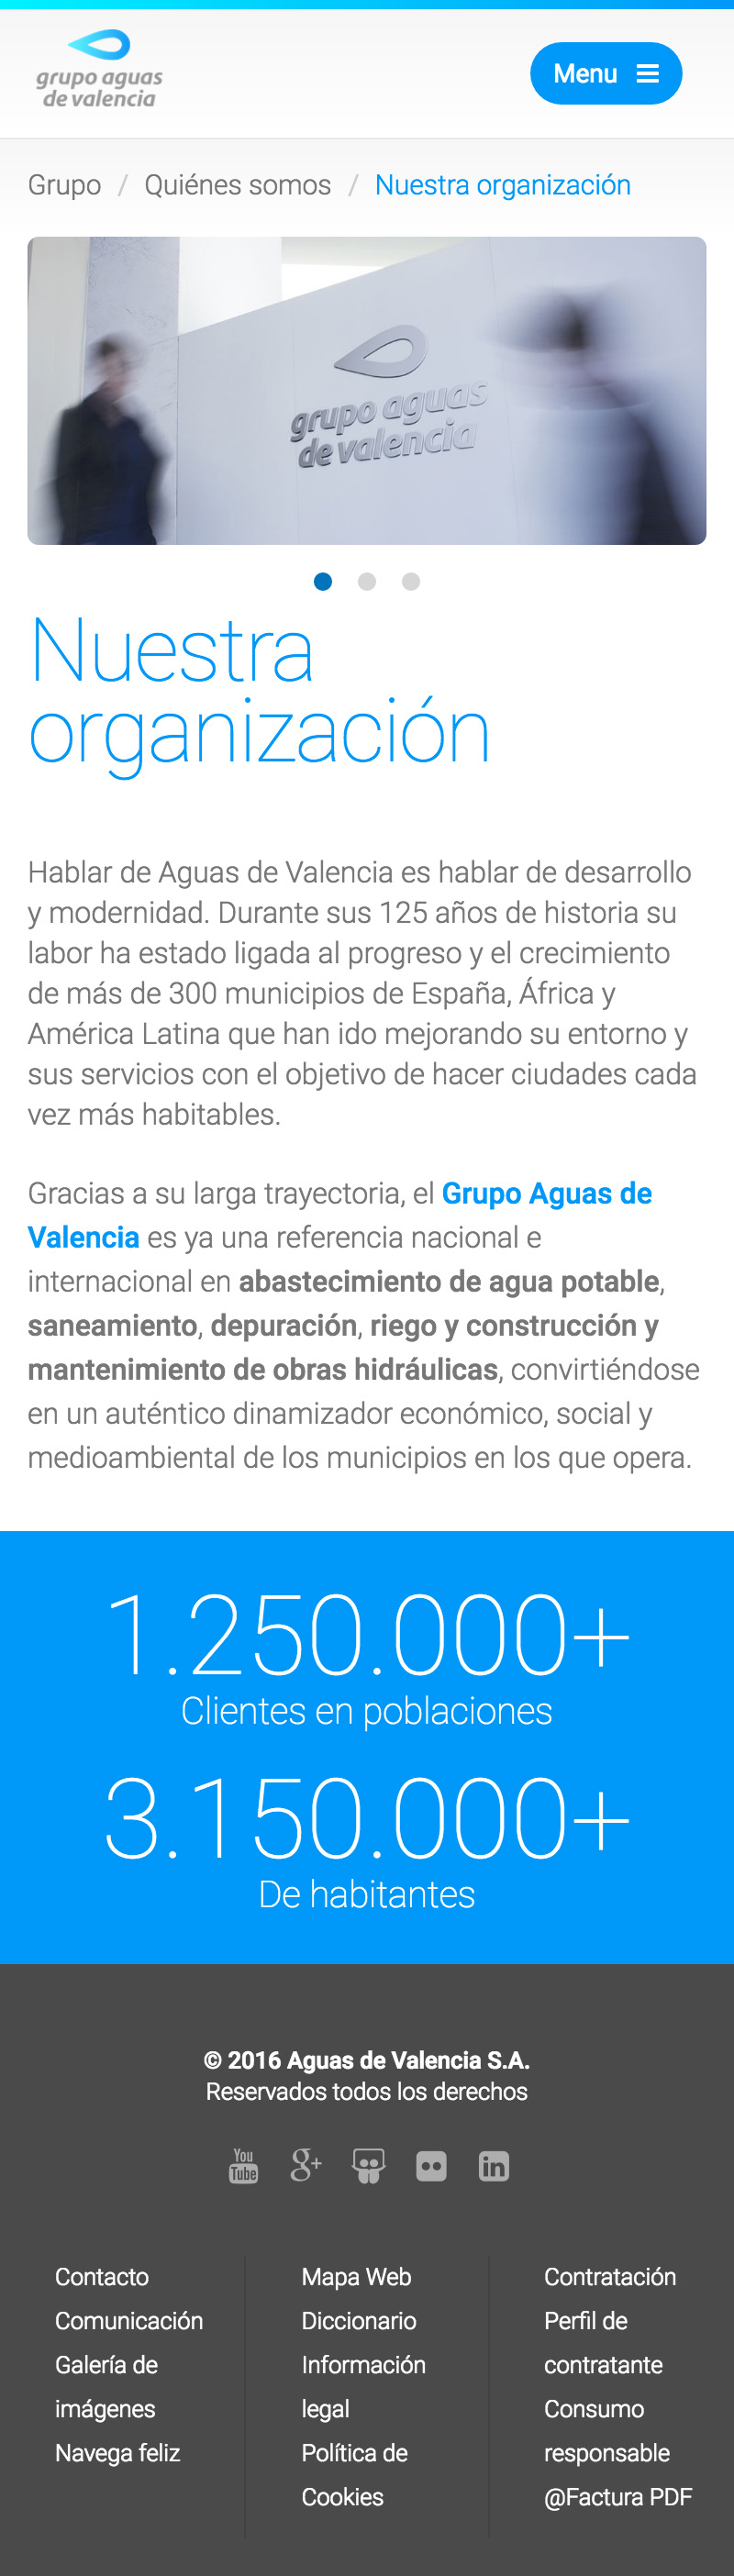 grupo aguas
de valencia
Menu
Grupo / Quiénes somos / Nuestra organización
grupo aguas
de valencia
Nuestra
organización
Hablar de Aguas de Valencia es hablar de desarrollo
y modernidad. Durante sus 125 años de historia su
labor ha estado ligada al progreso y el crecimiento
de más de 300 municipios de España, África y
América Latina que han ido mejorando su entorno y
sus servicios con el objetivo de hacer ciudades cada
vez más habitables.
Gracias a su larga trayectoria, el Grupo Aguas de
Valencia es ya una referencia nacional e
internacional en abastecimiento de agua potable,
saneamiento, depuración, riego y construcción y
mantenimiento de obras hidráulicas, convirtiéndose
en un auténtico dinamizador económico, social y
medioambiental de los municipios en los que opera.
1.250.000+
Clientes en poblaciones
3.150.000+
De habitantes
© 2016 Aguas de Valencia S.A.
Reservados todos los derechos
You
Tube
g+
in
Contacto
Comunicación
Galería de
imágenes
Navega feliz
Mapa Web
Diccionario
Información
legal
Política de
Cookies
Contratación
Perfil de
contratante
Consumo
responsable
@Factura PDF